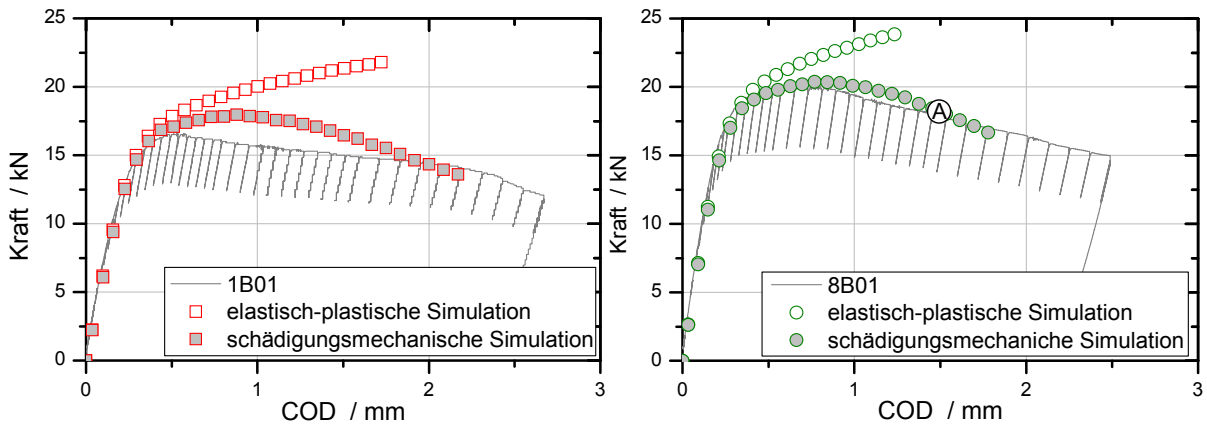 25
20
15
10
5
0
Kraft / kN
0
1
2
3
COD / mm
1B01
elastisch-plastische Simulation
schädigungsmechanische Simulation
25
20
15
10
5
0
Kraft / kN
0
1
2
3
COD / mm
A
8B01
elastisch-plastische Simulation
schädigungsmechaniche Simulation